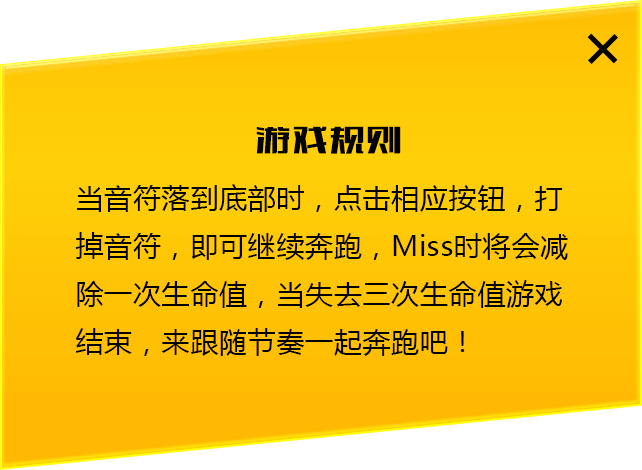 游戏规则
当音符落到底部时，点击相应按钮，打
掉音符，即可继续奔跑，Miss时将会减
除一次生命值，当失去三次生命值游戏
结束，来跟随节奏一起奔跑吧！